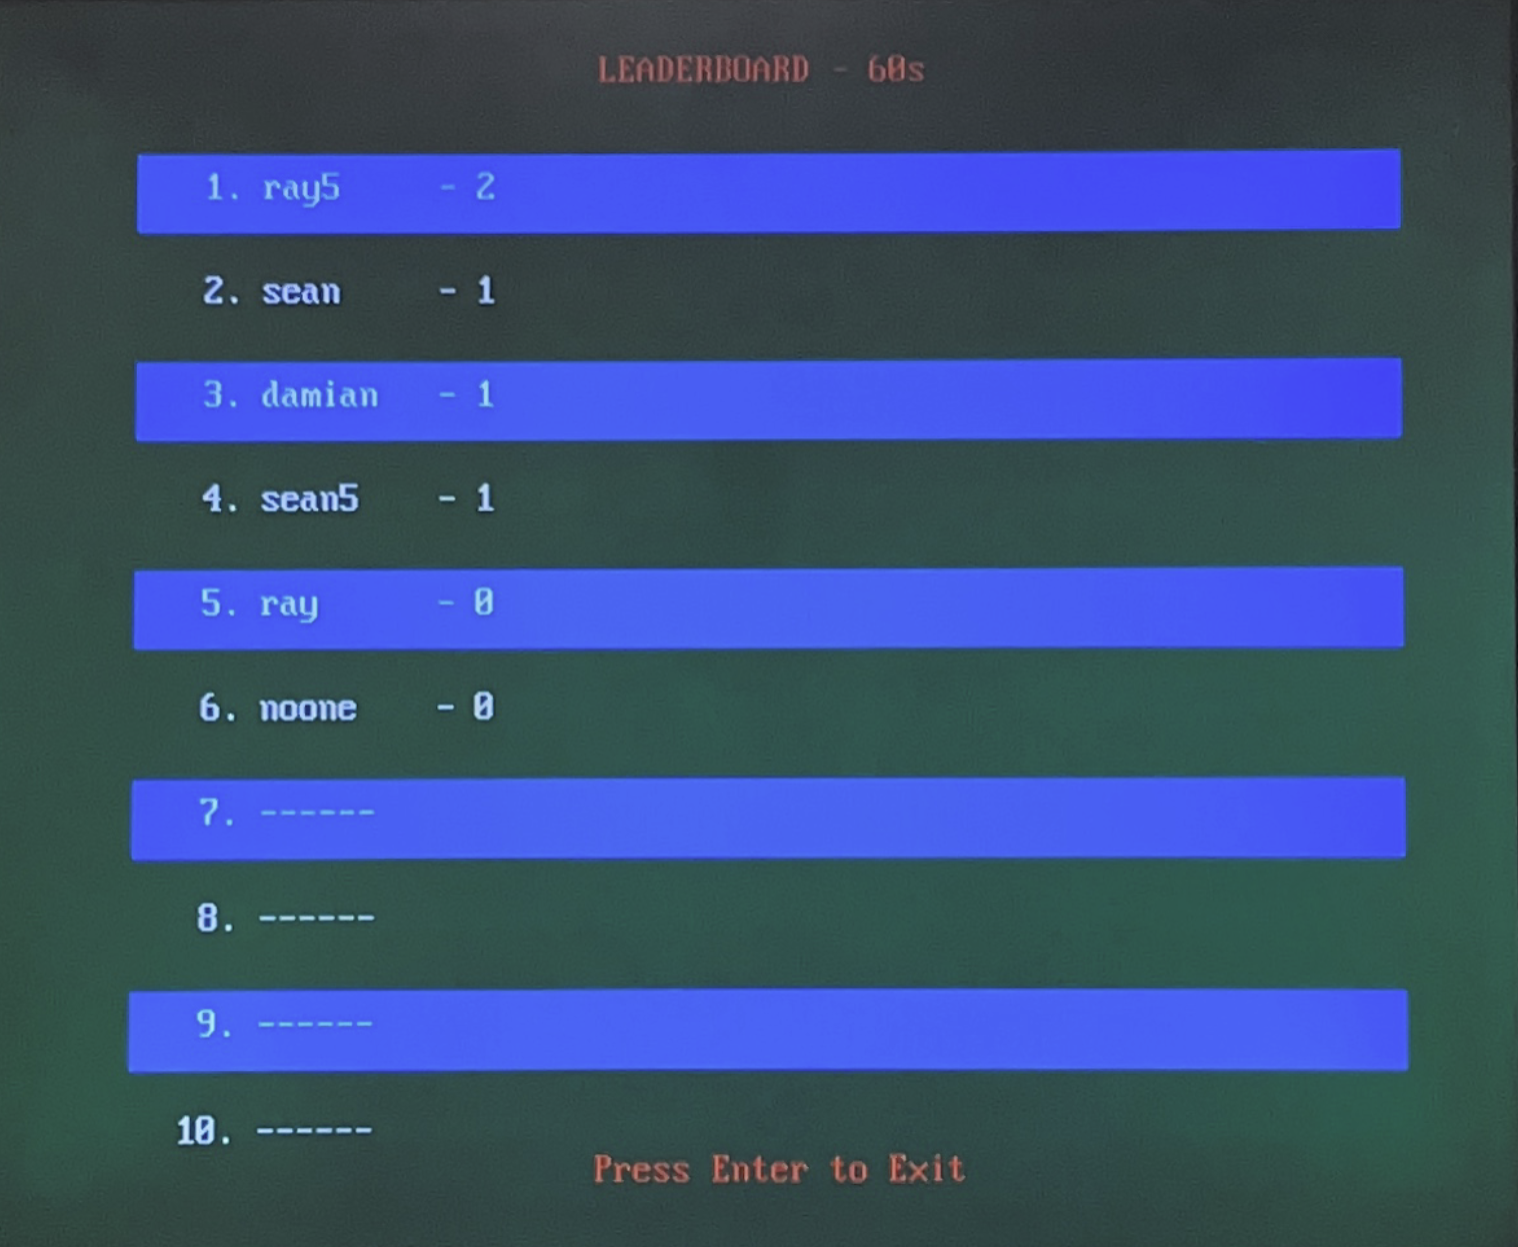 LEADERBOARD - 60s
1. ray5 - 2
2. sean - 1
3. damian - 1
4. sean5 - 1
5. ray - 0
6. noone - 0
7. ------
8. ------
9. ------
10. ------
Press Enter to Exit